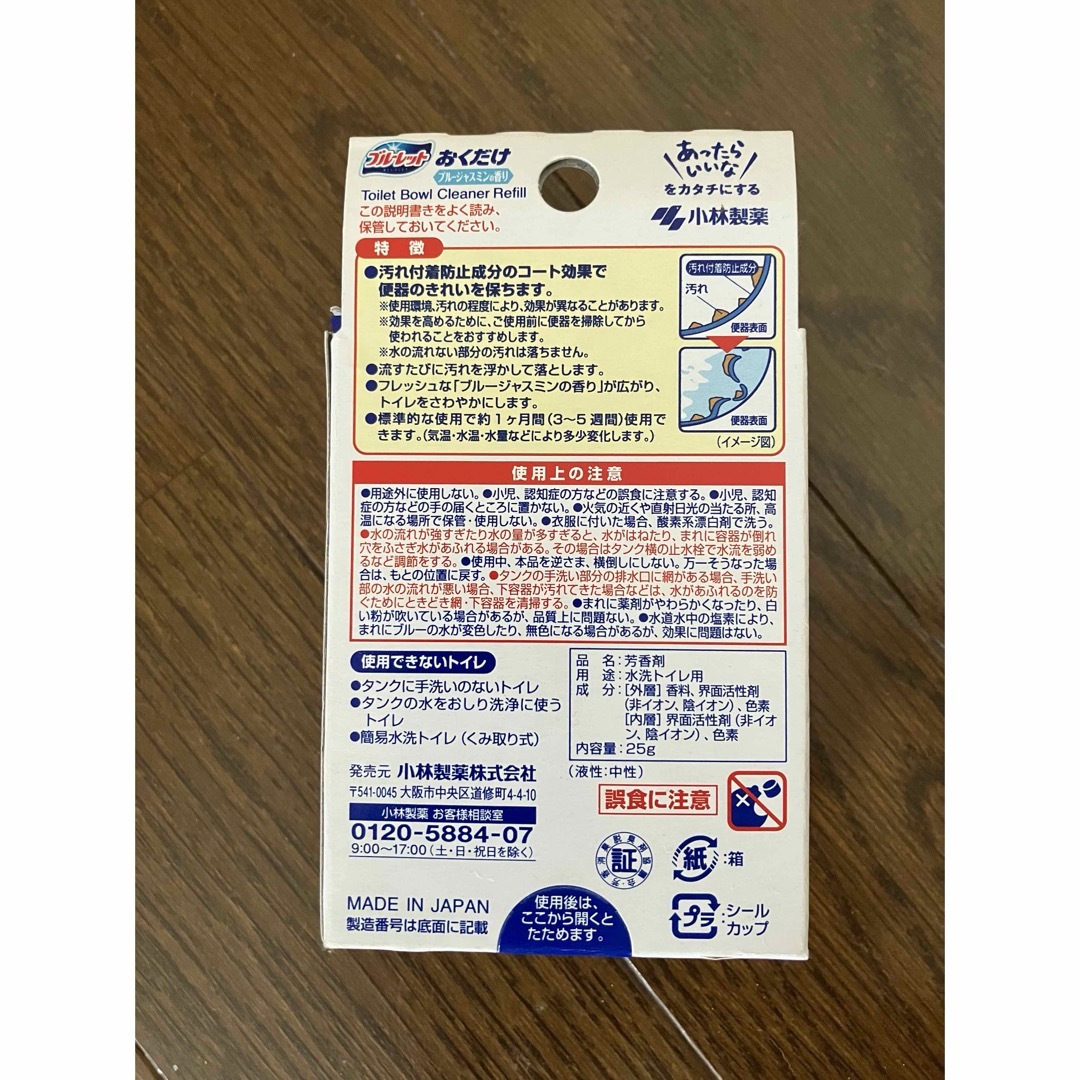 ブルーレット おくだけ
ブルージャスミンの香り
Toilet Bowl Cleaner Refill
この説明書きをよく読み、
保管しておいてください。
あったら
いいな
をカタチにする
小林製薬
特徴
●汚れ付着防止成分のコート効果で
便器のきれいを保ちます。
※使用環境、汚れの程度により、効果が異なることがあります。
※効果を高めるために、ご使用前に便器を掃除してから
使われることをおすすめします。
※水の流れない部分の汚れは落ちません。
●流すたびに汚れを浮かして落とします。
●フレッシュな「ブルージャスミンの香り」が広がり、
トイレをさわやかにします。
●標準的な使用で約1ヶ月間(3〜5週間)使用で
きます。(気温・水温・水量などにより多少変化します。)
汚れ付着防止成分
汚れ
便器表面
便器表面
(イメージ図)
使用上の注意
●用途外に使用しない。●小児、認知症の方などの誤食に注意する。●小児、認知
症の方などの手の届くところに置かない。●火気の近くや直射日光の当たる所、高
温になる場所で保管・使用しない。●衣服に付いた場合、酸素系漂白剤で洗う。
●水の流れが強すぎたり水の量が多すぎると、水がはねたり、まれに容器が倒れ
穴をふさぎ水があふれる場合がある。その場合はタンク横の止水栓で水流を弱め
るなど調節をする。●使用中、本品を逆さま、横倒しにしない。万一そうなった場
合は、もとの位置に戻す。●タンクの手洗い部分の排水口に網がある場合、手洗い
部の水の流れが悪い場合、下容器が汚れてきた場合などは、水があふれるのを防
ぐためにときどき網・下容器を清掃する。●まれに薬剤がやわらかくなったり、白
い粉が吹いている場合があるが、品質上に問題ない。●水道水中の塩素により、
まれにブルーの水が変色したり、無色になる場合があるが、効果に問題はない。
使用できないトイレ
●タンクに手洗いのないトイレ
●タンクの水をおしり洗浄に使う
トイレ
●簡易水洗トイレ(くみ取り式)
品 名：芳香剤
用 途：水洗トイレ用
成 分：[外層]香料、界面活性剤
(非イオン、陰イオン)、色素
[内層]界面活性剤(非イオ
ン、陰イオン)、色素
内容量：25g
(液性：中性)
発売元 小林製薬株式会社
〒541-0045 大阪市中央区道修町4-4-10
小林製薬 お客様相談室
0120-5884-07
9:00〜17:00(土・日・祝日を除く)
誤食に注意
証
紙：箱
プラ：シール
キャップ
MADE IN JAPAN
製造番号は底面に記載
使用後は、
ここから開くと
たためます。